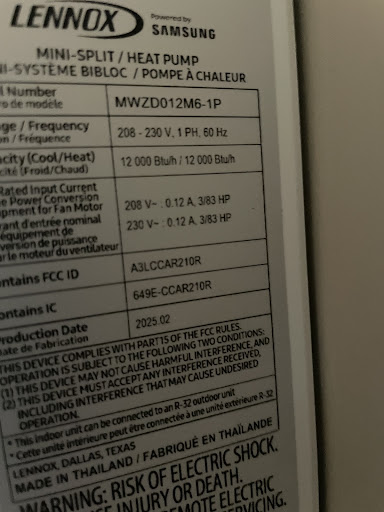 LENNOX Powered by SAMSUNG
MINI-SPLIT / HEAT PUMP
NI-SYSTÈME BIBLOC / POMPE À CHALEUR
l Number
ro de modèle
MWZD012M6-1P
ge / Frequency
on / Fréquence
208 - 230 V, 1 PH, 60 Hz
city (Cool/Heat)
cité (Froid/Chaud)
12 000 Btu/h / 12 000 Btu/h
Rated Input Current
e Power Conversion
ipment for Fan Motor
rant d'entrée nominal
'équipement de
version de puissance
r le moteur du ventilateur
208 V~ : 0.12 A, 3/83 HP
230 V~ : 0.12 A, 3/83 HP
ntains FCC ID
A3LCCAR210R
ontains IC
649E-CCAR210R
roduction Date
ate de Fabrication
2025.02
THIS DEVICE COMPLIES WITH PART15 OF THE FCC RULES.
OPERATION IS SUBJECT TO THE FOLLOWING TWO CONDITIONS:
(1) THIS DEVICE MAY NOT CAUSE HARMFUL INTERFERENCE, AND
(2) THIS DEVICE MUST ACCEPT ANY INTERFERENCE RECEIVED,
INCLUDING INTERFERENCE THAT MAY CAUSE UNDESIRED
OPERATION.
* This indoor unit can be connected to an R-32 outdoor unit
* Cette unité intérieure peut être connectée à une unité extérieure R-32
LENNOX, DALLAS, TEXAS
MADE IN THAILAND / FABRIQUÉ EN THAÏLANDE
WARNING: RISK OF ELECTRIC SHOCK.
SE INJURY OR DEATH.
REMOTE ELECTRIC
SERVICING.